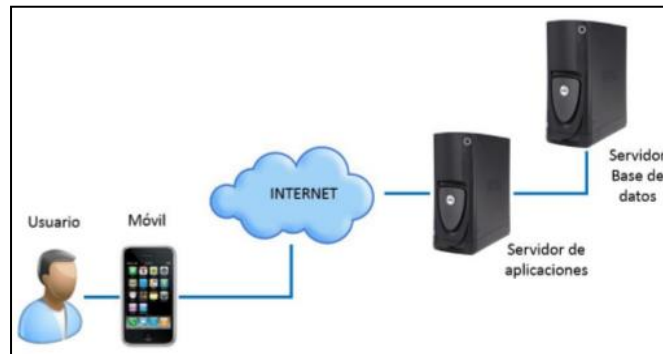 Usuario
Móvil
INTERNET
Servidor de
aplicaciones
Servidor
Base de
datos